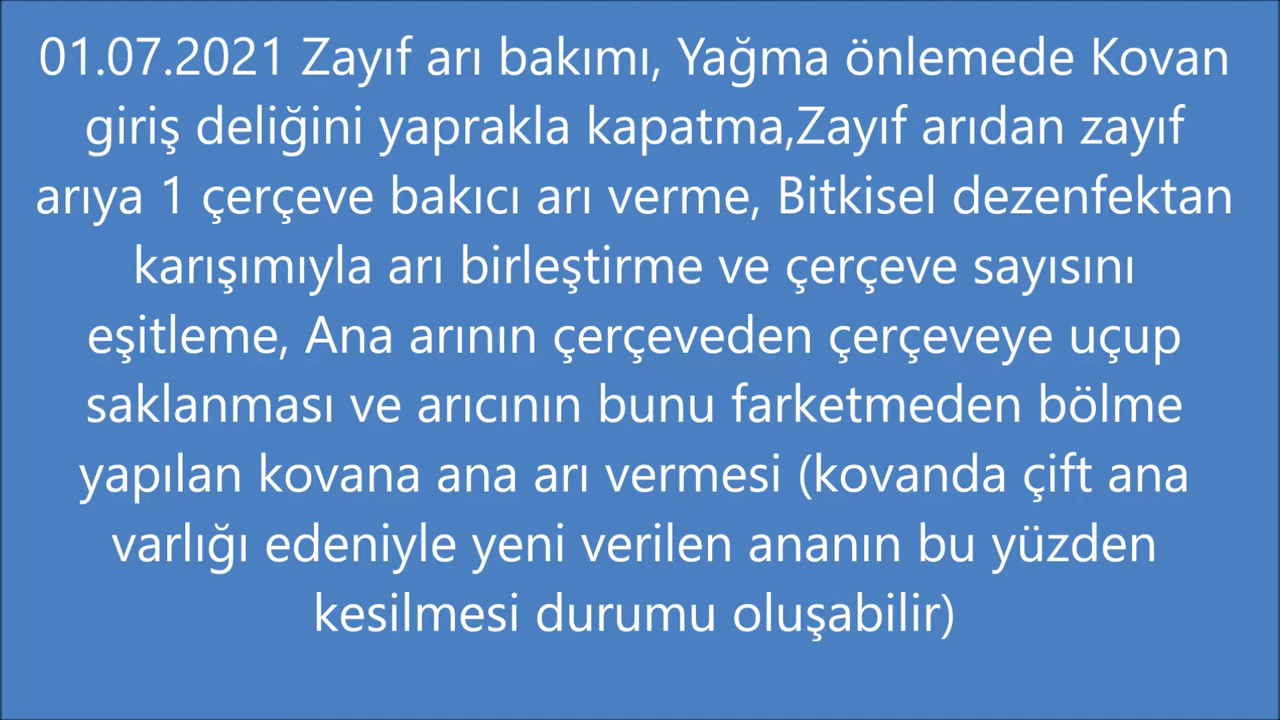 01.07.2021 Zayıf arı bakımı, Yağma önlemede Kovan
giriş deliğini yaprakla kapatma,Zayıf arıdan zayıf
arıya 1 çerçeve bakıcı arı verme, Bitkisel dezenfektan
karışımıyla arı birleştirme ve çerçeve sayısını
eşitleme, Ana arının çerçeveden çerçeveye uçup
saklanması ve arıcının bunu farketmeden bölme
yapılan kovana ana arı vermesi (kovanda çift ana
varlığı edeniyle yeni verilen ananın bu yüzden
kesilmesi durumu oluşabilir)